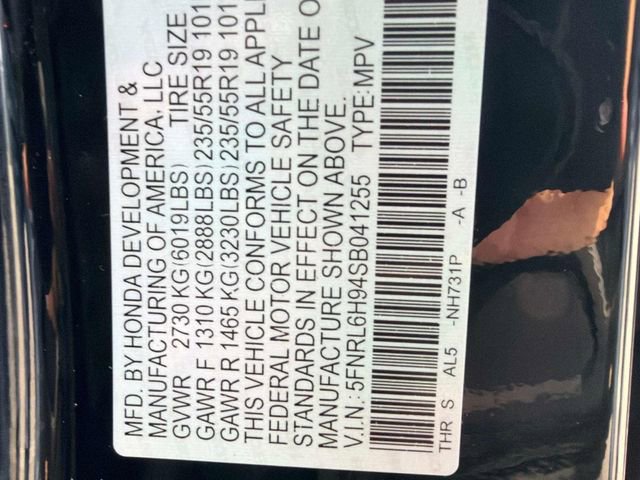 MFD. BY HONDA DEVELOPMENT &
MANUFACTURING OF AMERICA, LLC
GVWR 2730 KG(6019LBS) TIRE SIZE
GAWR F 1310 KG(2888LBS) 235/55R19 101
GAWR R 1465 KG(3230LBS) 235/55R19 101
THIS VEHICLE CONFORMS TO ALL APPLI
FEDERAL MOTOR VEHICLE SAFETY
STANDARDS IN EFFECT ON THE DATE O
MANUFACTURE SHOWN ABOVE.
V.I.N.: 5FNRL6H94SB041255 TYPE:MPV
THR S AL5 -NH731P -A -B